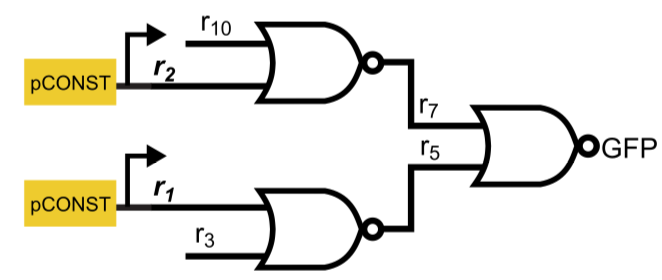 r10
pCONST r2
r7
GFP
r5
pCONST r1
r3